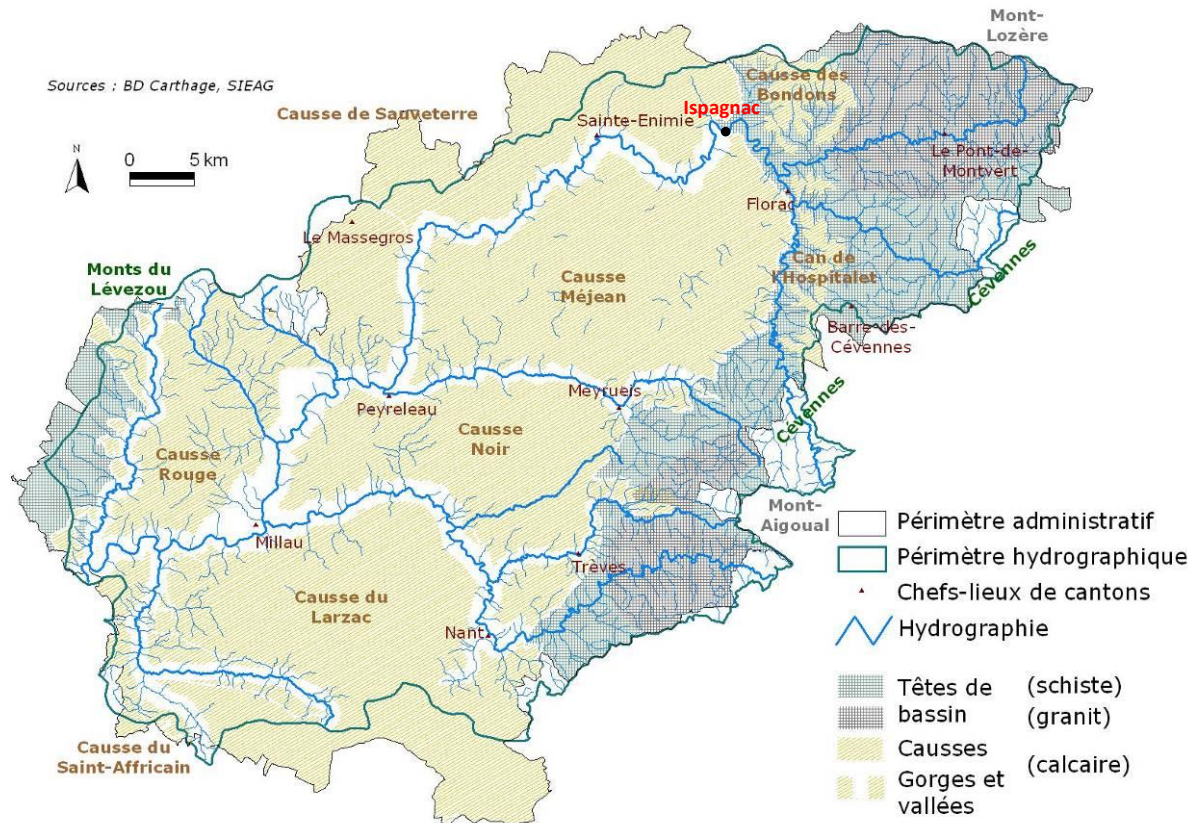 Mont-
Lozère
Sources : BD Carthage, SIEAG
Causse des
Bondons
Ispagnac
Causse de Sauveterre
Sainte-Enimie
N
0 5 km
Le Pont-de-
Montvert
Florac
Le Massegros
Can de
l'Hospitalet
Cévennes
Monts du
Lévezou
Causse
Méjean
Barre-des-
Cévennes
Meyrueis
Peyreleau
Cévennes
Causse
Noir
Causse
Rouge
Mont-
Aigoual
Millau
Trèves
Causse du
Larzac
Nant
Causse du
Saint-Affricain
Périmètre administratif
Périmètre hydrographique
Chefs-lieux de cantons
Hydrographie
Têtes de (schiste)
bassin (granit)
Causses
(calcaire)
Gorges et
vallées